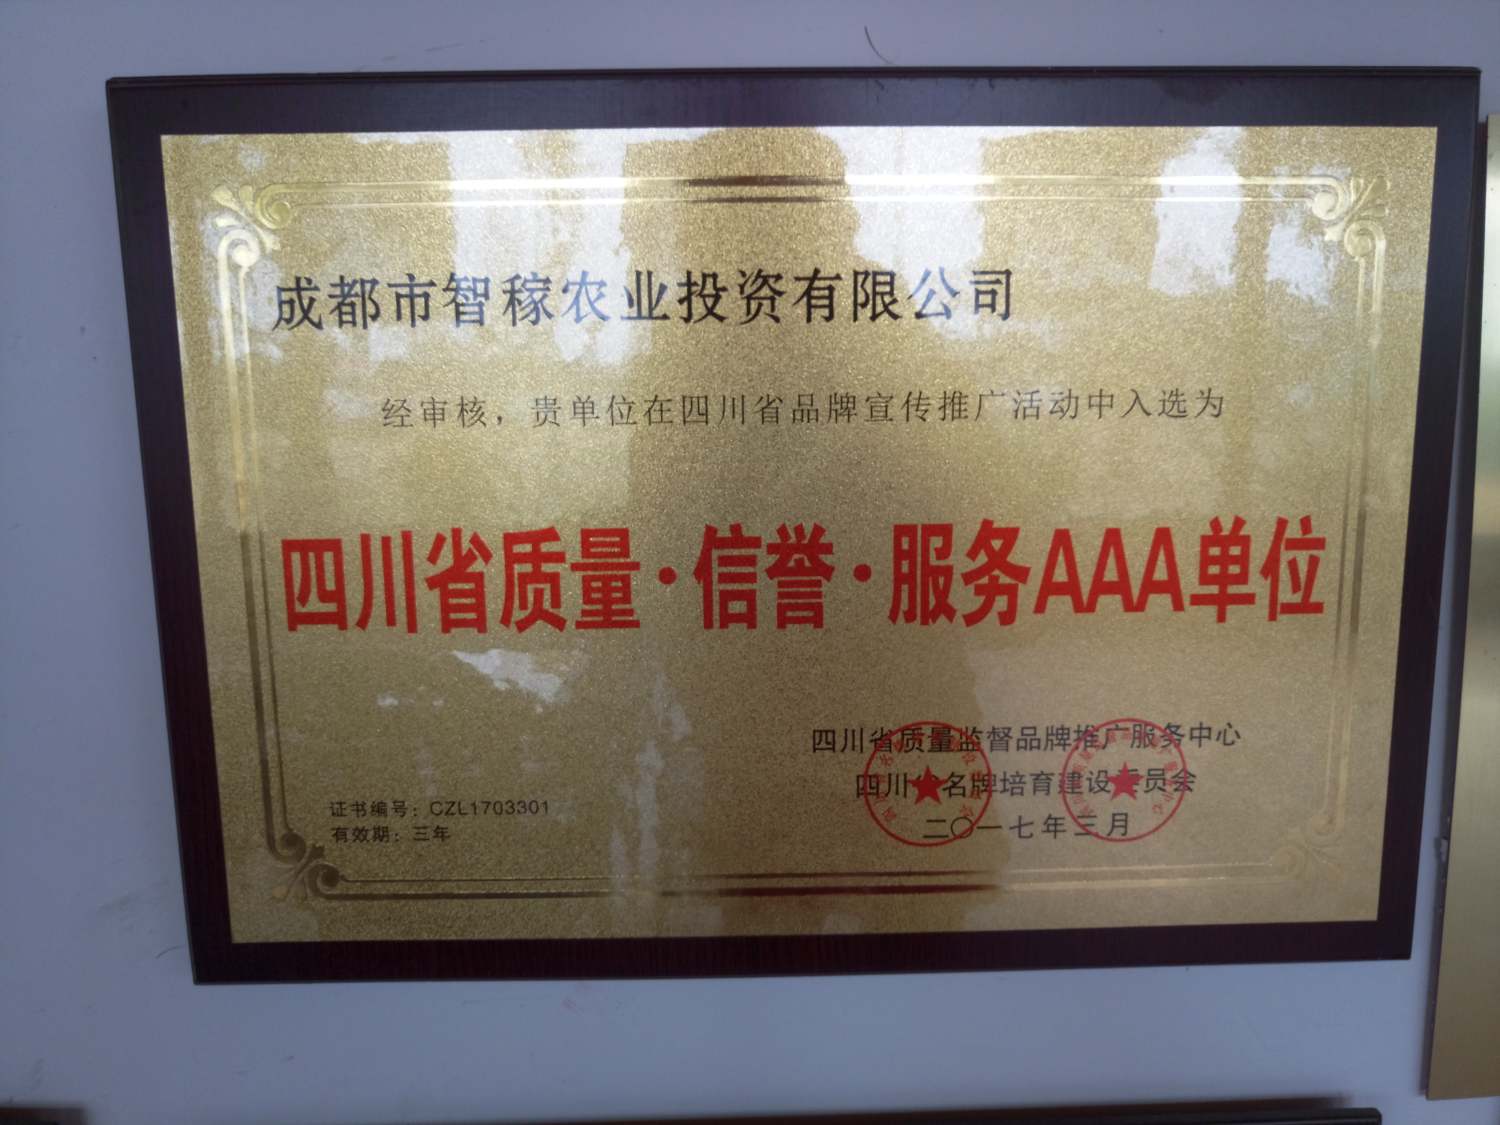 成都市智稼农业投资有限公司
经审核，贵单位在四川省品牌宣传推广活动中入选为
四川省质量·信誉·服务AAA单位
四川省质量监督品牌推广服务中心
四川省名牌培育建设委员会
二〇一七年三月
证书编号：CZL1703301
有效期：三年